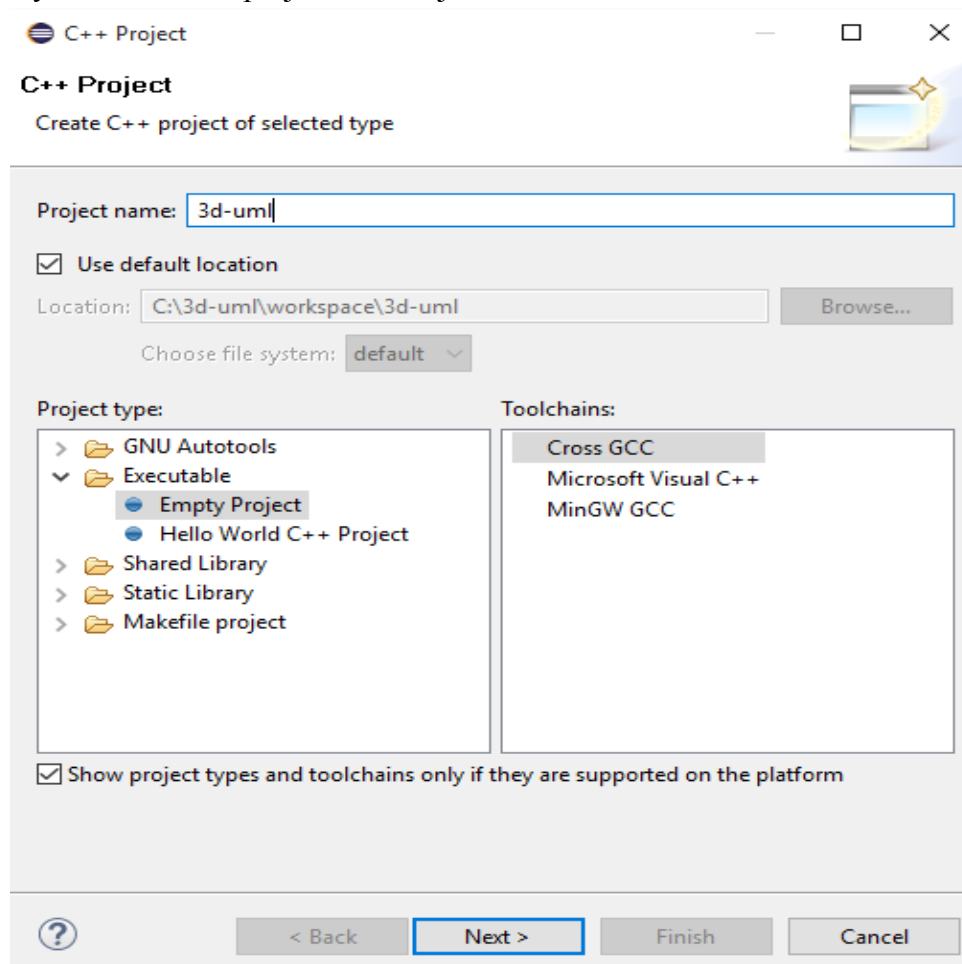 C++ Project
C++ Project
Create C++ project of selected type
Project name: 3d-uml
Use default location
Location: C:\3d-uml\workspace\3d-uml Browse...
Choose file system: default
Project type: Toolchains:
GNU Autotools Cross GCC
Executable Microsoft Visual C++
Empty Project MinGW GCC
Hello World C++ Project
Shared Library
Static Library
Makefile project
Show project types and toolchains only if they are supported on the platform
? < Back Next > Finish Cancel